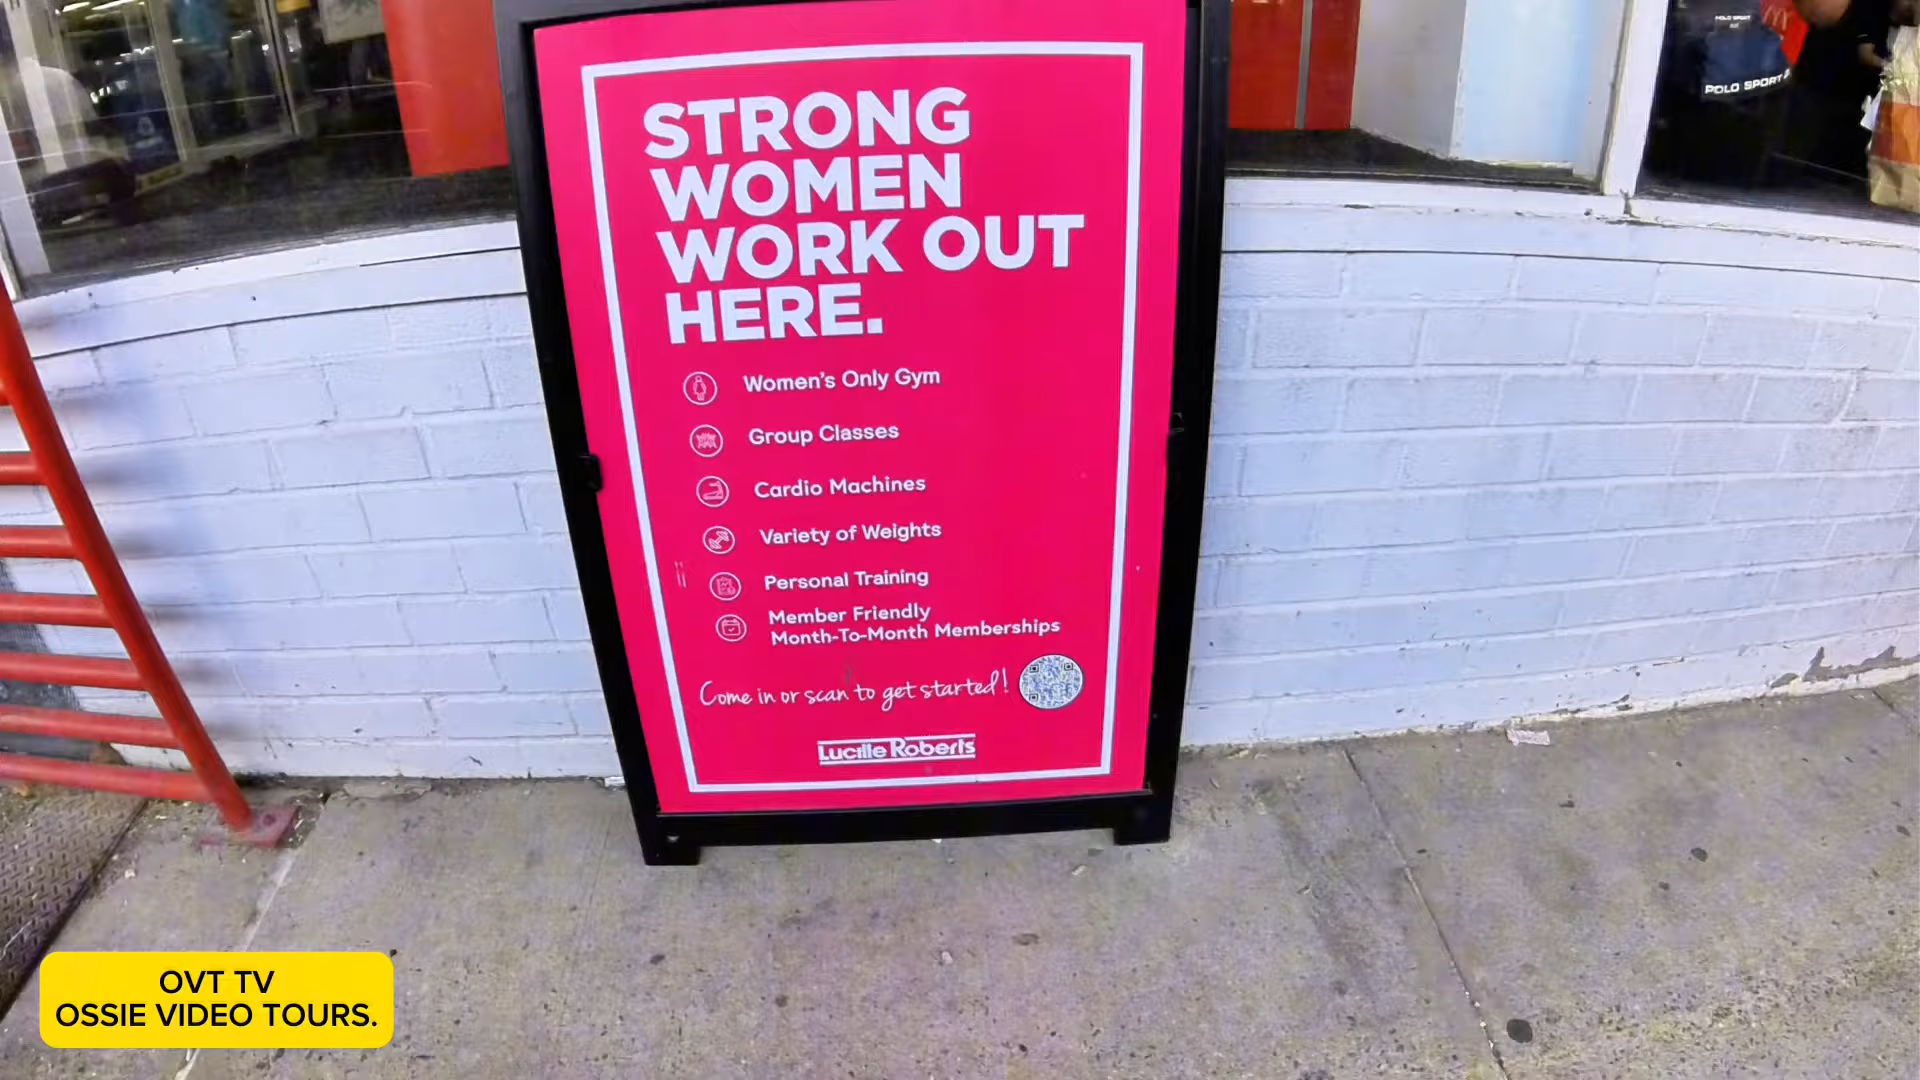 STRONG
WOMEN
WORK OUT
HERE.
Women's Only Gym
Group Classes
Cardio Machines
Variety of Weights
Personal Training
Member Friendly
Month-To-Month Memberships
Come in or scan to get started!
Lucille Roberts
POLO SPORT
POLO SPORT
OVT TV
OSSIE VIDEO TOURS.